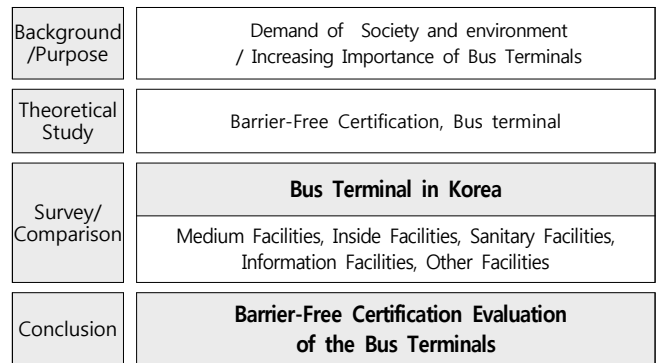 Background
/Purpose
Demand of Society and environment
/ Increasing Importance of Bus Terminals
Theoretical
Study
Barrier-Free Certification, Bus terminal
Survey/
Comparison
Bus Terminal in Korea
Medium Facilities, Inside Facilities, Sanitary Facilities,
Information Facilities, Other Facilities
Conclusion
Barrier-Free Certification Evaluation
of the Bus Terminals